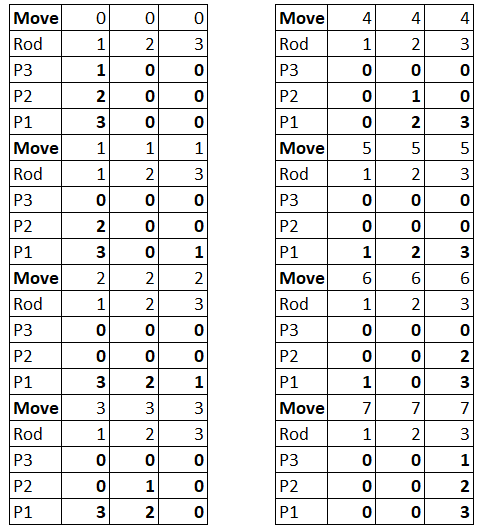 Move 0 0 0
Rod 1 2 3
P3 1 0 0
P2 2 0 0
P1 3 0 0
Move 1 1 1
Rod 1 2 3
P3 0 0 0
P2 2 0 0
P1 3 0 1
Move 2 2 2
Rod 1 2 3
P3 0 0 0
P2 0 0 0
P1 3 2 1
Move 3 3 3
Rod 1 2 3
P3 0 0 0
P2 0 1 0
P1 3 2 0
Move 4 4 4
Rod 1 2 3
P3 0 0 0
P2 0 1 0
P1 0 2 3
Move 5 5 5
Rod 1 2 3
P3 0 0 0
P2 0 0 0
P1 1 2 3
Move 6 6 6
Rod 1 2 3
P3 0 0 0
P2 0 0 2
P1 1 0 3
Move 7 7 7
Rod 1 2 3
P3 0 0 1
P2 0 0 2
P1 0 0 3